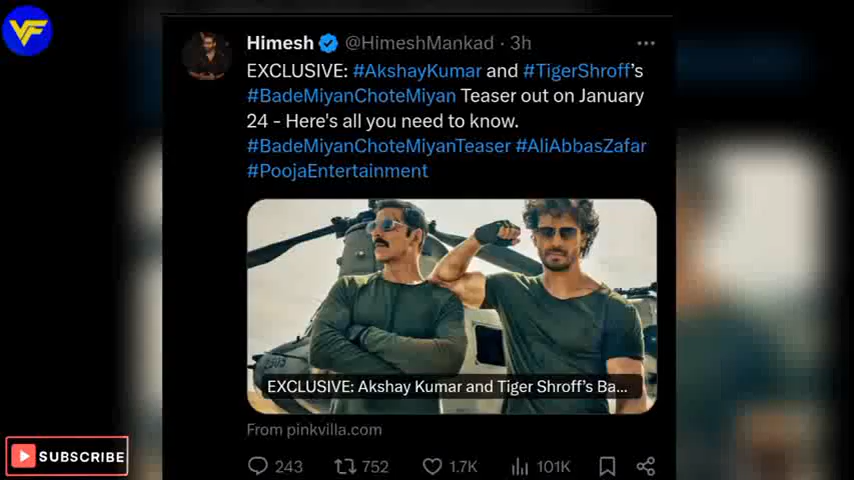 VF
Himesh @HimeshMankad · 3h
EXCLUSIVE: #AkshayKumar and #TigerShroff's
#BadeMiyanChoteMiyan Teaser out on January
24 - Here's all you need to know.
#BadeMiyanChoteMiyanTeaser #AliAbbasZafar
#PoojaEntertainment
EXCLUSIVE: Akshay Kumar and Tiger Shroff's Ba...
From pinkvilla.com
243 752 1.7K 101K
SUBSCRIBE